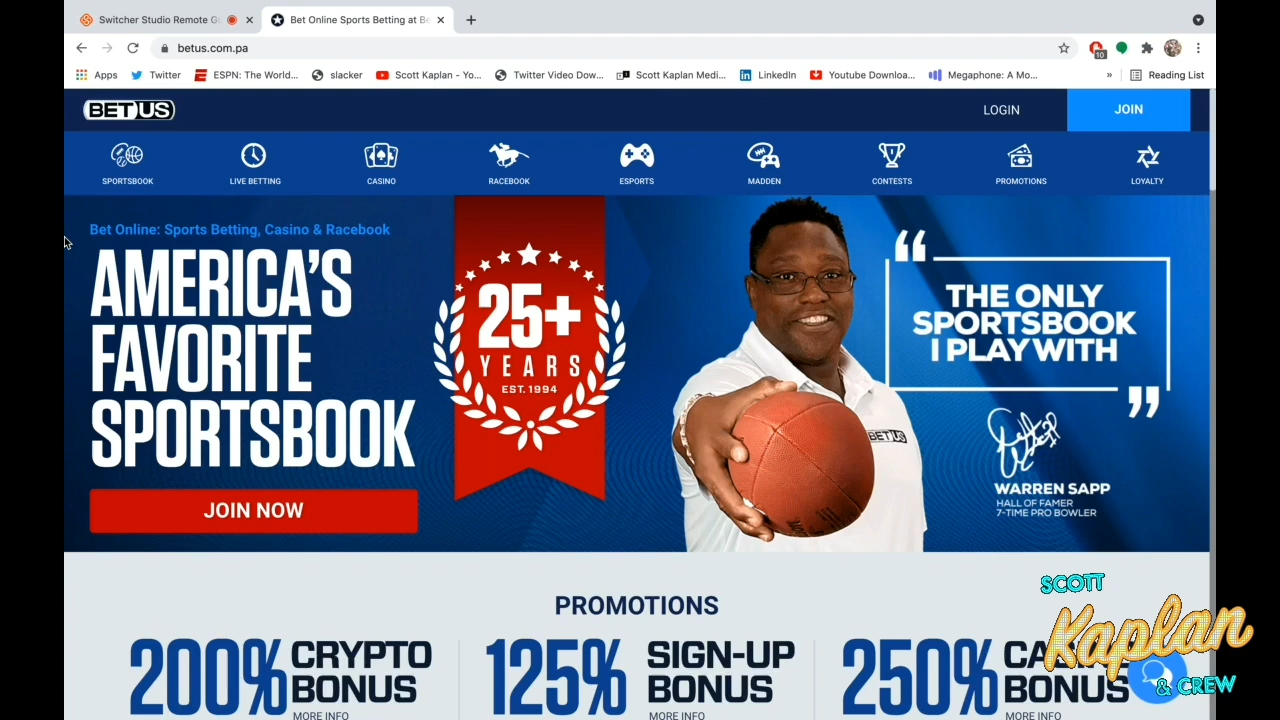 Switcher Studio Remote G
Bet Online Sports Betting at Be
betus.com.pa
10
Apps
Twitter
ESPN: The World...
slacker
Scott Kaplan - Yo...
Twitter Video Dow...
Scott Kaplan Medi...
LinkedIn
Youtube Downloa...
Megaphone: A Mo...
»
Reading List
BETUS
LOGIN
JOIN
SPORTSBOOK
LIVE BETTING
CASINO
RACEBOOK
ESPORTS
MADDEN
CONTESTS
PROMOTIONS
LOYALTY
Bet Online: Sports Betting, Casino & Racebook
AMERICA'S
FAVORITE
SPORTSBOOK
JOIN NOW
25+
YEARS
EST. 1994
BETUS
“
THE ONLY
SPORTSBOOK
I PLAY WITH
”
WARREN SAPP
HALL OF FAMER
7-TIME PRO BOWLER
PROMOTIONS
200% CRYPTO
BONUS
MORE INFO
125% SIGN-UP
BONUS
MORE INFO
250%
BONUS
MORE INFO
SCOTT
Kaplan
& CREW